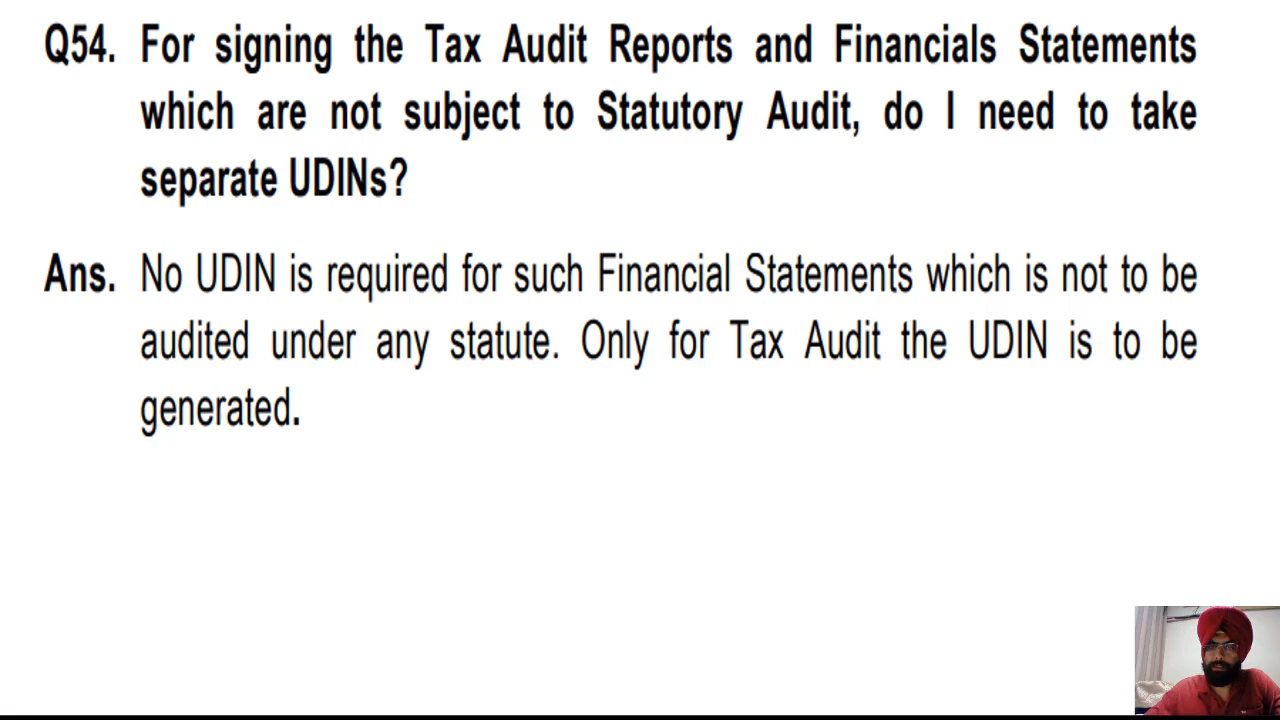 Q54. For signing the Tax Audit Reports and Financials Statements
which are not subject to Statutory Audit, do I need to take
separate UDINs?
Ans. No UDIN is required for such Financial Statements which is not to be
audited under any statute. Only for Tax Audit the UDIN is to be
generated.